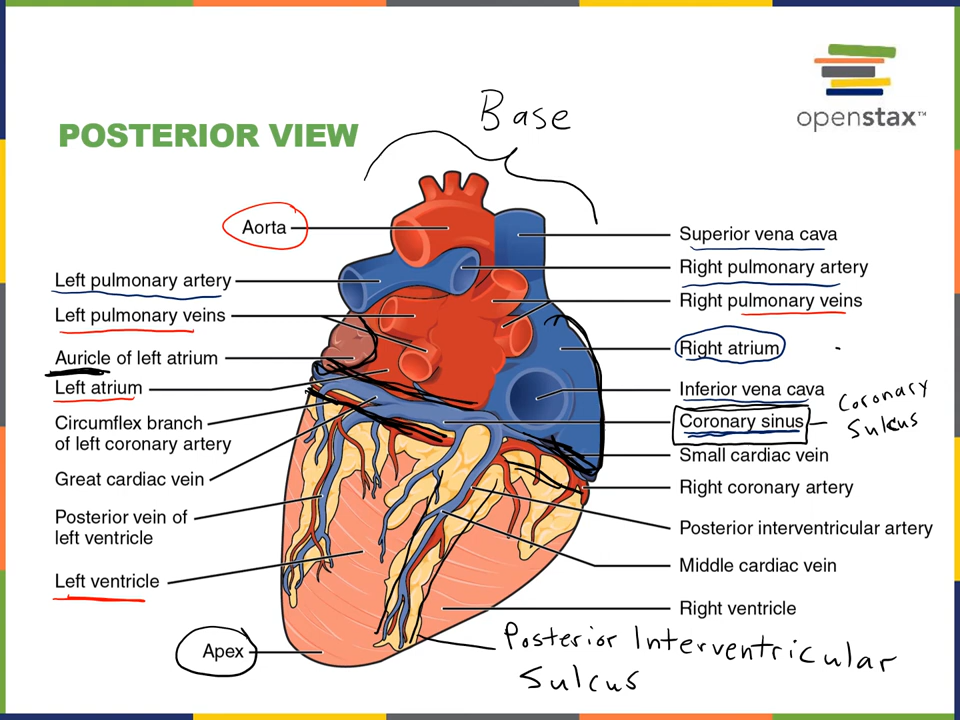 Base
openstax™
POSTERIOR VIEW
Aorta
Left pulmonary artery
Left pulmonary veins
Auricle of left atrium
Left atrium
Circumflex branch
of left coronary artery
Great cardiac vein
Posterior vein of
left ventricle
Left ventricle
Apex
Superior vena cava
Right pulmonary artery
Right pulmonary veins
Right atrium
Inferior vena cava
Coronary sinus
Coronary
Sulcus
Small cardiac vein
Right coronary artery
Posterior interventricular artery
Middle cardiac vein
Right ventricle
Posterior Interventricular
Sulcus